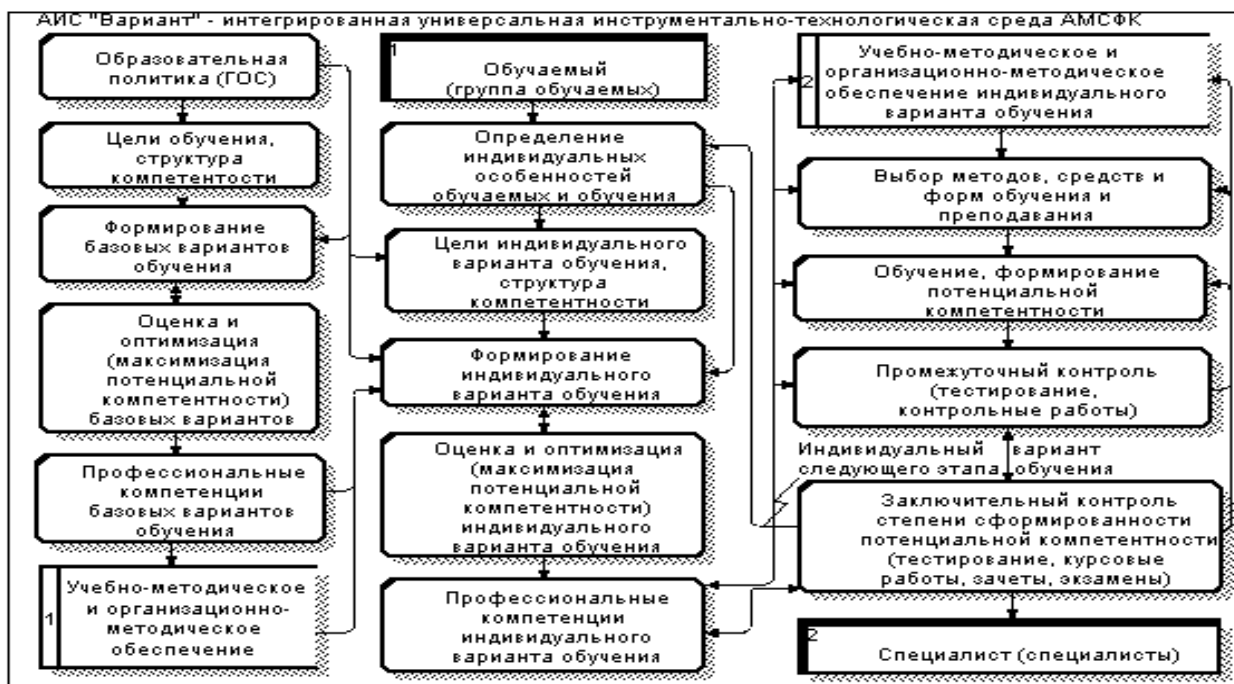 АИС "Вариант" - интегрированная универсальная инструментально-технологическая среда АМСФК
Образовательная
политика (ГОС)
Цели обучения,
структура
компетентости
Формирование
базовых вариантов
обучения
Оценка и
оптимизация
(максимизация
потенциальной
компетентности)
базовых вариантов
Профессиональные
компетенции
базовых вариантов
обучения
1
Учебно-методическое
и организационно-
методическое
обеспечение
1
Обучаемый
(группа обучаемых)
Определение
индивидуальных
особенностей
обучаемых и обучения
Цели индивидуального
варианта обучения,
структура
компетентности
Формирование
индивидуального
варианта обучения
Оценка и оптимизация
(максимизация
потенциальной
компетентности)
индивидуального
варианта обучения
Профессиональные
компетенции
индивидуального
варианта обучения
2
Учебно-методическое и
организационно-методическое
обеспечение индивидуального
варианта обучения
Выбор методов, средств и
форм обучения и
преподавания
Обучение, формирование
потенциальной
компетентности
Промежуточный контроль
(тестирование,
контрольные работы)
Индивидуальный вариант
следующего этапа обучения
Заключительный контроль
степени сформированности
потенциальной компетентности
(тестирование, курсовые
работы, зачеты, экзамены)
2
Специалист (специалисты)